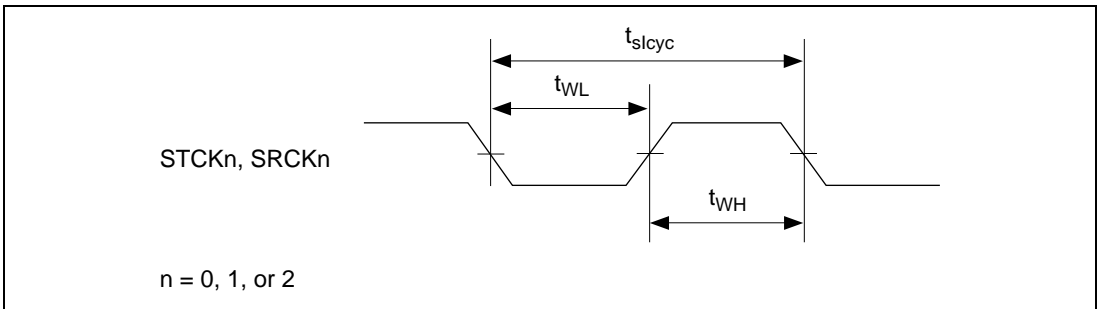 tsIcyc
tWL
STCKn, SRCKn
tWH
n = 0, 1, or 2